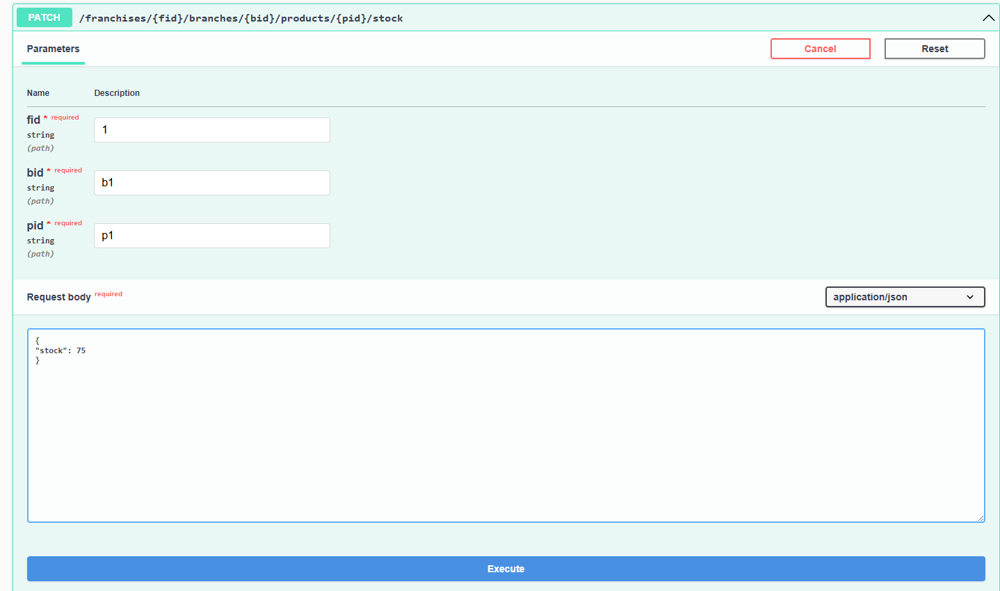 PATCH /franchises/{fid}/branches/{bid}/products/{pid}/stock
Parameters Cancel Reset
Name Description
fid * required
string
(path)
1
bid * required
string
(path)
b1
pid * required
string
(path)
p1
Request body required application/json
{
"stock": 75
}
Execute